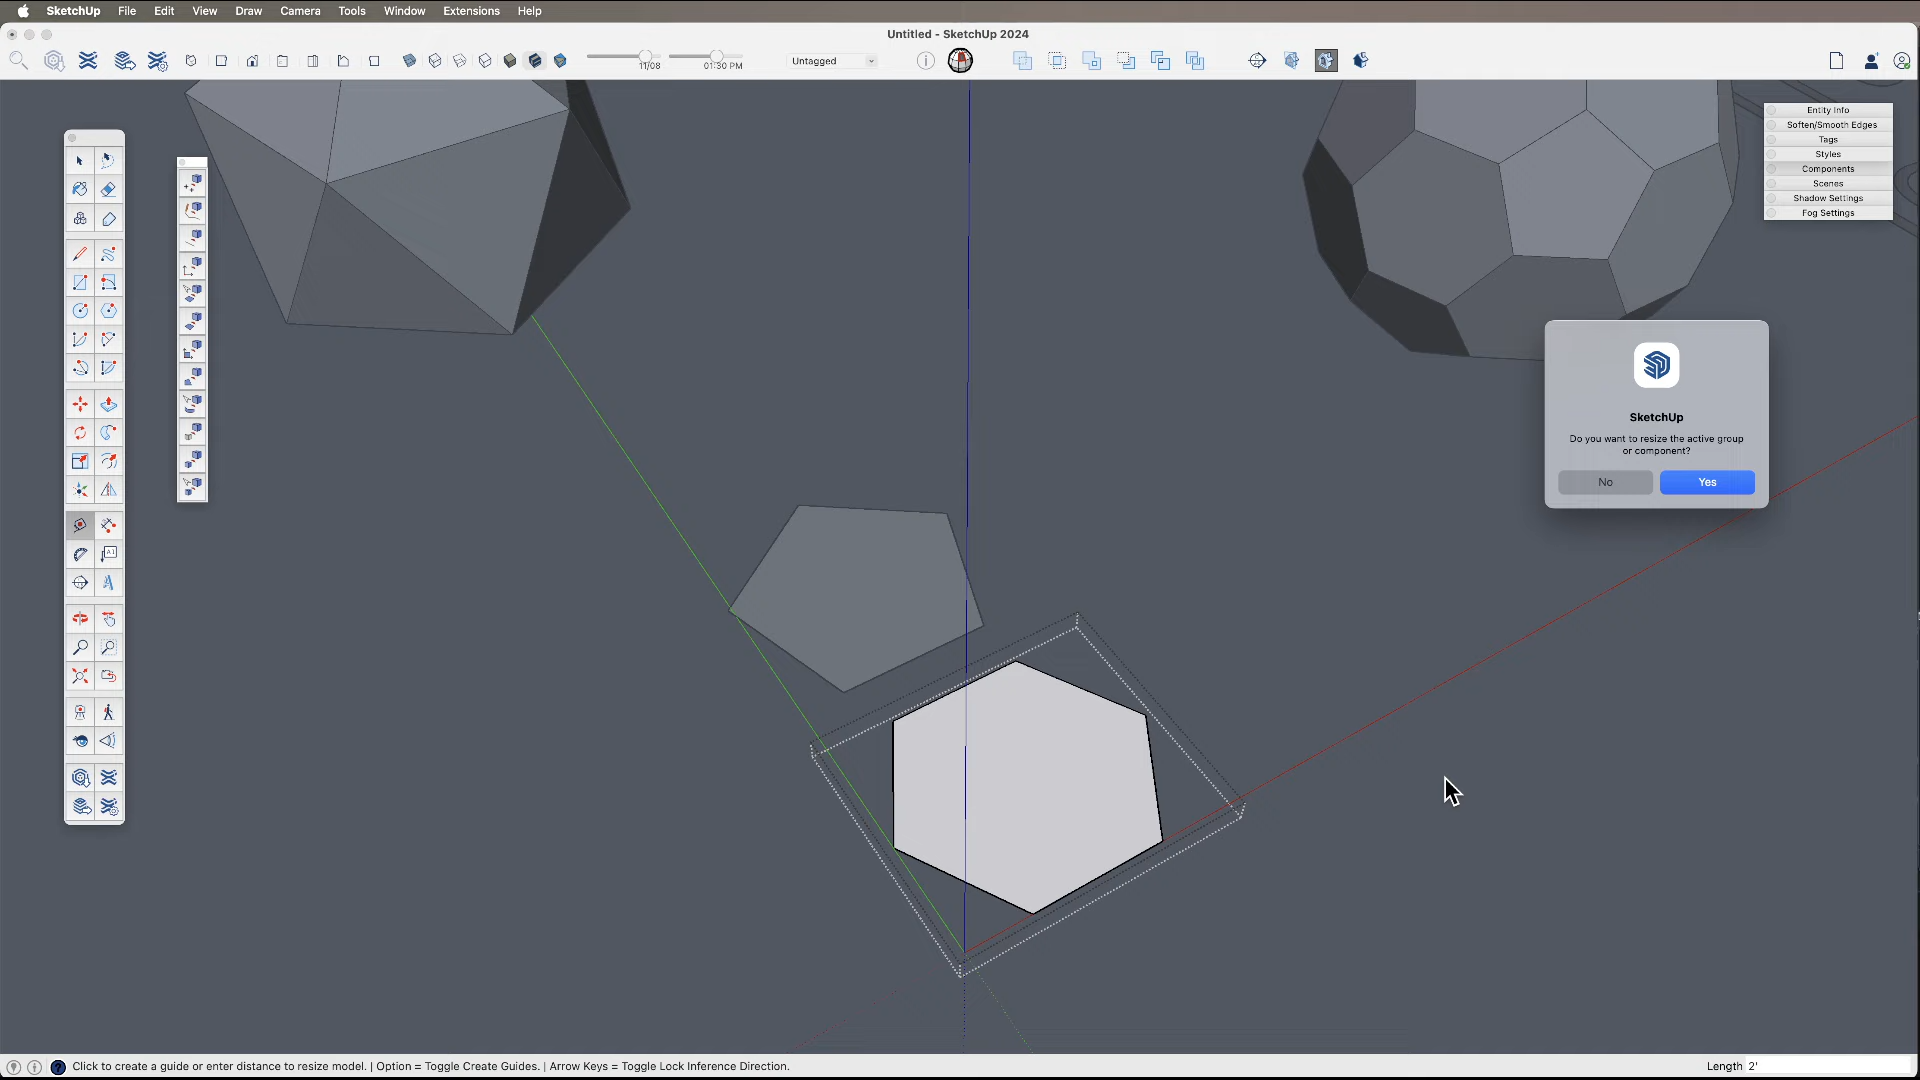 SketchUp File Edit View Draw Camera Tools Window Extensions Help
Untitled - SketchUp 2024
11/08
01:30 PM
Untagged
Entity Info
Soften/Smooth Edges
Tags
Styles
Components
Scenes
Shadow Settings
Fog Settings
SketchUp
Do you want to resize the active group
or component?
No
Yes
A1
Click to create a guide or enter distance to resize model. | Option = Toggle Create Guides. | Arrow Keys = Toggle Lock Inference Direction.
Length 2'